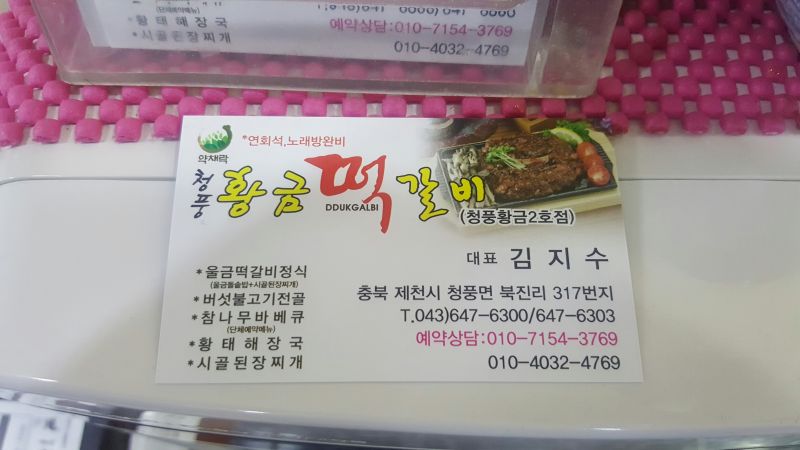 (단체예약메뉴)
*황태해장국
*시골된장찌개
예약상담:010-7154-3769
010-4032-4769
약채락
*연회석,노래방완비
청풍 황금떡갈비
DDUKGALBI
(청풍황금2호점)
대표 김지수
*울금떡갈비정식
(울금돌솥밥+시골된장찌개)
*버섯불고기전골
*참나무바베큐
(단체예약메뉴)
*황태해장국
*시골된장찌개
충북 제천시 청풍면 북진리 317번지
T.043)647-6300/647-6303
예약상담:010-7154-3769
010-4032-4769